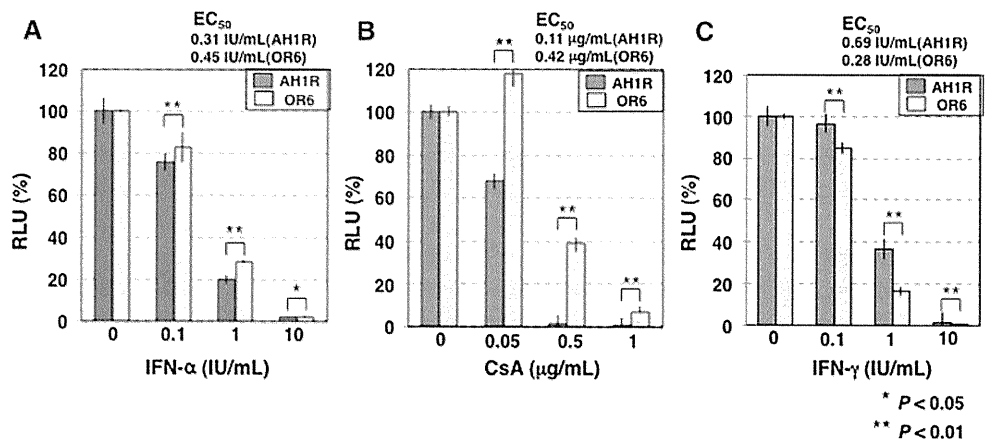 A
EC50
0.31 IU/mL(AH1R)
0.45 IU/mL(OR6)
120
100
80
60
40
20
0
RLU (%)
AH1R
OR6
**
**
*
0 0.1 1 10
IFN-α (IU/mL)
B
EC50
0.11 μg/mL(AH1R)
0.42 μg/mL(OR6)
120
100
80
60
40
20
0
RLU (%)
AH1R
OR6
**
**
**
0 0.05 0.5 1
CsA (μg/mL)
C
EC50
0.69 IU/mL(AH1R)
0.28 IU/mL(OR6)
120
100
80
60
40
20
0
RLU (%)
AH1R
OR6
**
**
**
0 0.1 1 10
IFN-γ (IU/mL)
* P < 0.05
** P < 0.01